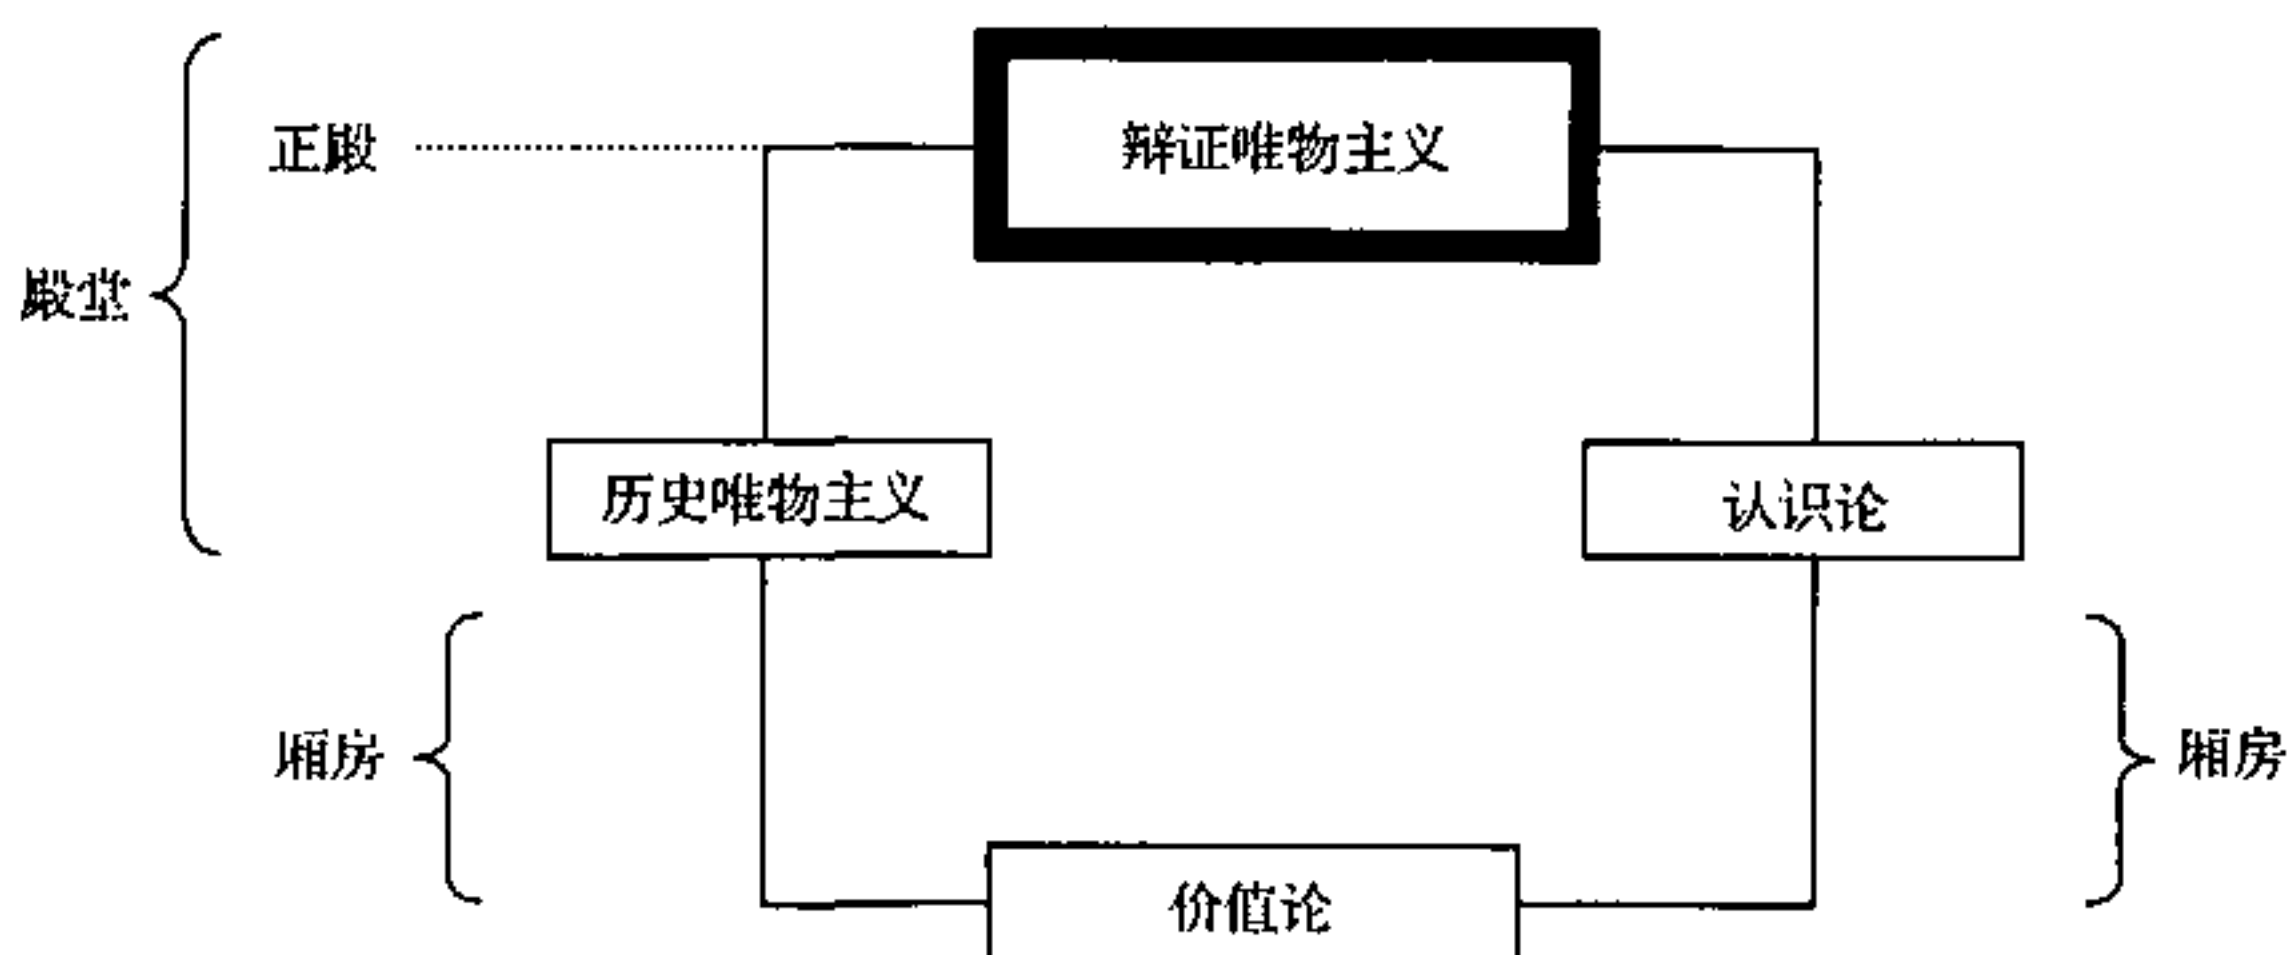 正殿
辩证唯物主义
殿堂
历史唯物主义
认识论
厢房
厢房
价值论